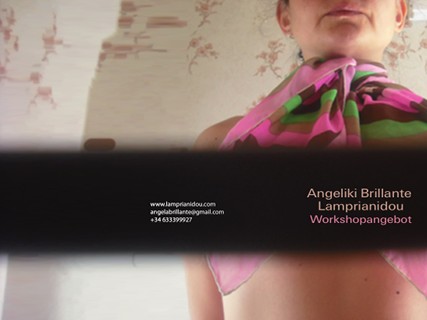 Angeliki Brillante
Lamprianidou
Workshopangebot
www.lamprianidou.com
angelabrillante@gmail.com
+34 633399927